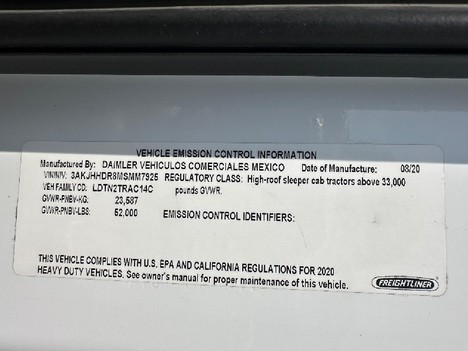 VEHICLE EMISSION CONTROL INFORMATION
Manufactured By: DAIMLER VEHICULOS COMERCIALES MEXICO Date of Manufacture: 08/20
VIN/NIV: 3AKJHHDR8MSMM7925 REGULATORY CLASS: High-roof sleeper cab tractors above 33,000
VEH FAMILY CO: LDTN2TRAC14C pounds GVWR.
GVWR-PNBV-KG: 23,587
GVWR-PNBV-LBS: 52,000 EMISSION CONTROL IDENTIFIERS:
THIS VEHICLE COMPLIES WITH U.S. EPA AND CALIFORNIA REGULATIONS FOR 2020
HEAVY DUTY VEHICLES. See owner's manual for proper maintenance of this vehicle.
FREIGHTLINER